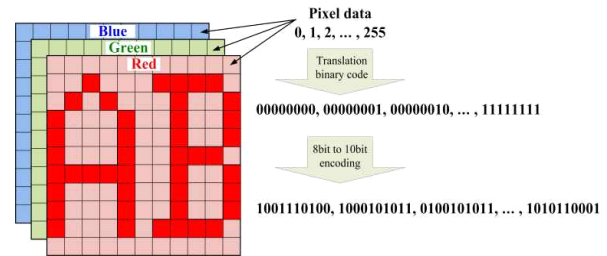 Blue
Green
Red
Pixel data
0, 1, 2, ... , 255
Translation
binary code
00000000, 00000001, 00000010, ... , 11111111
8bit to 10bit
encoding
1001110100, 1000101011, 0100101011, ... , 1010110001
AB